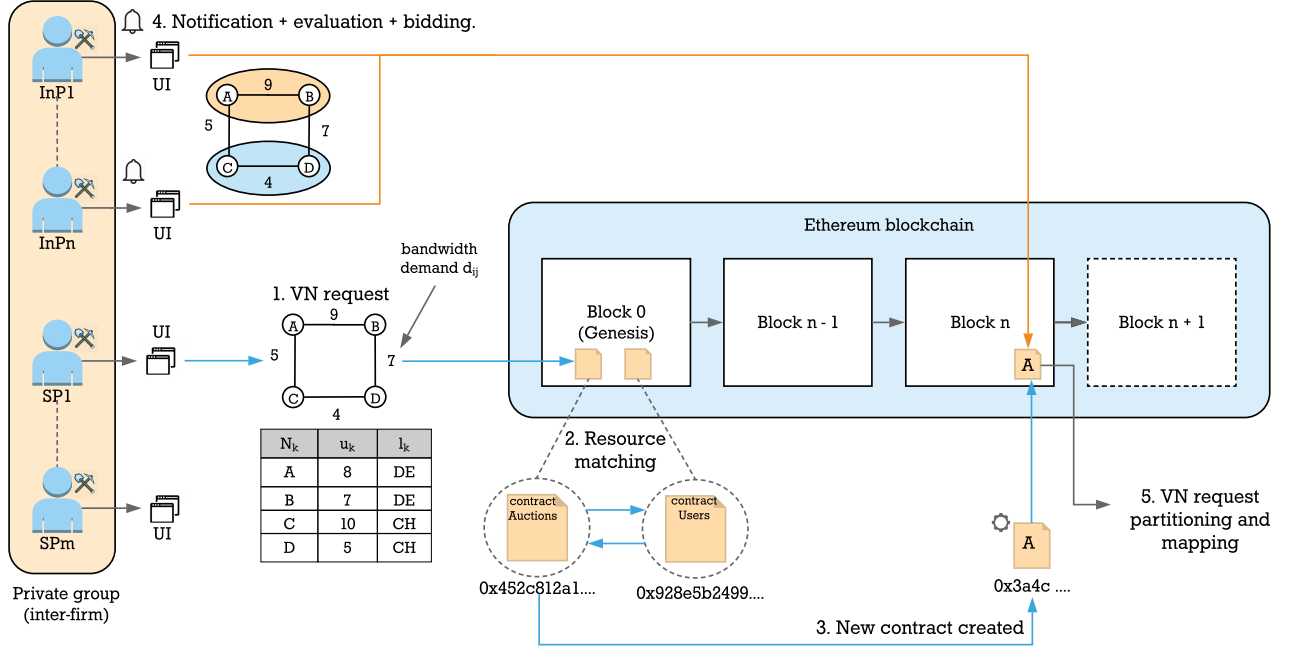 4. Notification + evaluation + bidding.
InP1
UI
A
9
B
5
7
C
D
4
InPn
UI
Ethereum blockchain
bandwidth
demand dij
1. VN request
9
A
B
5
7
C
D
4
Block 0
(Genesis)
Block n - 1
Block n
Block n + 1
A
UI
SP1
Nk uk lk
A 8 DE
B 7 DE
C 10 CH
D 5 CH
2. Resource
matching
contract
Auctions
contract
Users
0x452c812a1....
0x928e5b2499....
A
0x3a4c ....
5. VN request
partitioning and
mapping
UI
SPm
3. New contract created
Private group
(inter-firm)